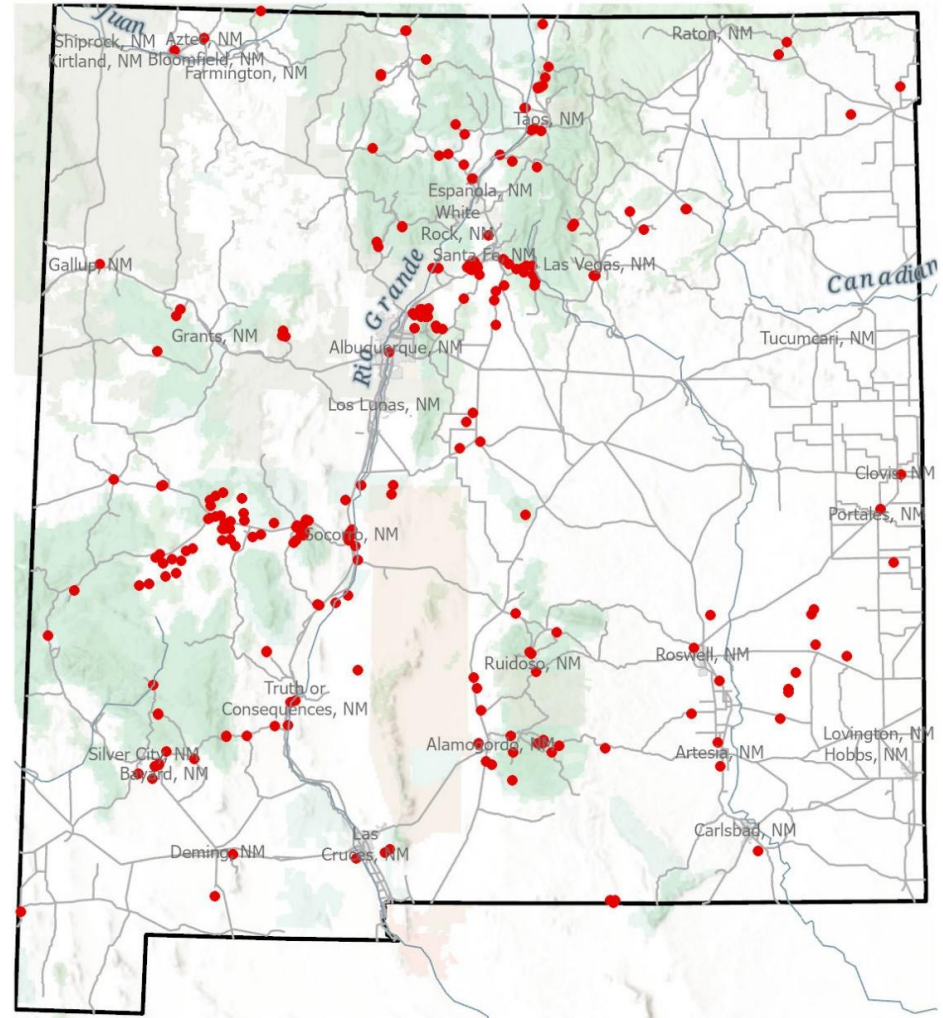 Juan
Shiprock, NM
Aztec, NM
Raton, NM
Kirtland, NM
Bloomfield, NM
Farmington, NM
Taos, NM
Espanola, NM
White
Rock, NM
Santa Fe, NM
Gallup, NM
Las Vegas, NM
Canadian
Rio Grande
Grants, NM
Albuquerque, NM
Tucumcari, NM
Los Lunas, NM
Clovis, NM
Portales, NM
Socorro, NM
Ruidoso, NM
Roswell, NM
Truth or
Consequences, NM
Silver City, NM
Bayard, NM
Alamogordo, NM
Artesia, NM
Lovington, NM
Hobbs, NM
Carlsbad, NM
Las
Cruces, NM
Deming, NM